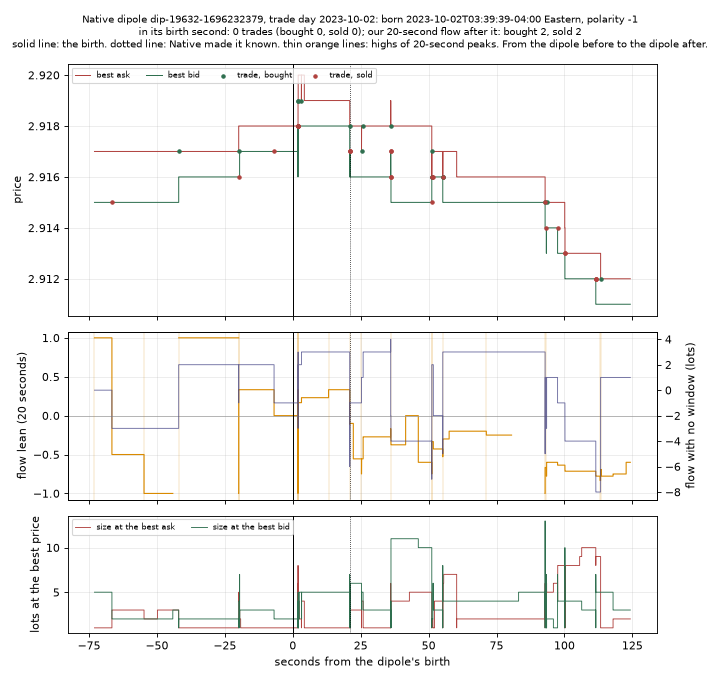 Native dipole dip-19632-1696232379, trade day 2023-10-02: born 2023-10-02T03:39:39-04:00 Eastern, polarity -1
in its birth second: 0 trades (bought 0, sold 0); our 20-second flow after it: bought 2, sold 2
solid line: the birth. dotted line: Native made it known. thin orange lines: highs of 20-second peaks. From the dipole before to the dipole after.
best ask best bid trade, bought trade, sold
2.920
2.918
2.916
2.914
2.912
price
1.0
0.5
0.0
−0.5
−1.0
flow lean (20 seconds)
4
2
0
−2
−4
−6
−8
flow with no window (lots)
size at the best ask size at the best bid
10
5
lots at the best price
−75 −50 −25 0 25 50 75 100 125
seconds from the dipole's birth